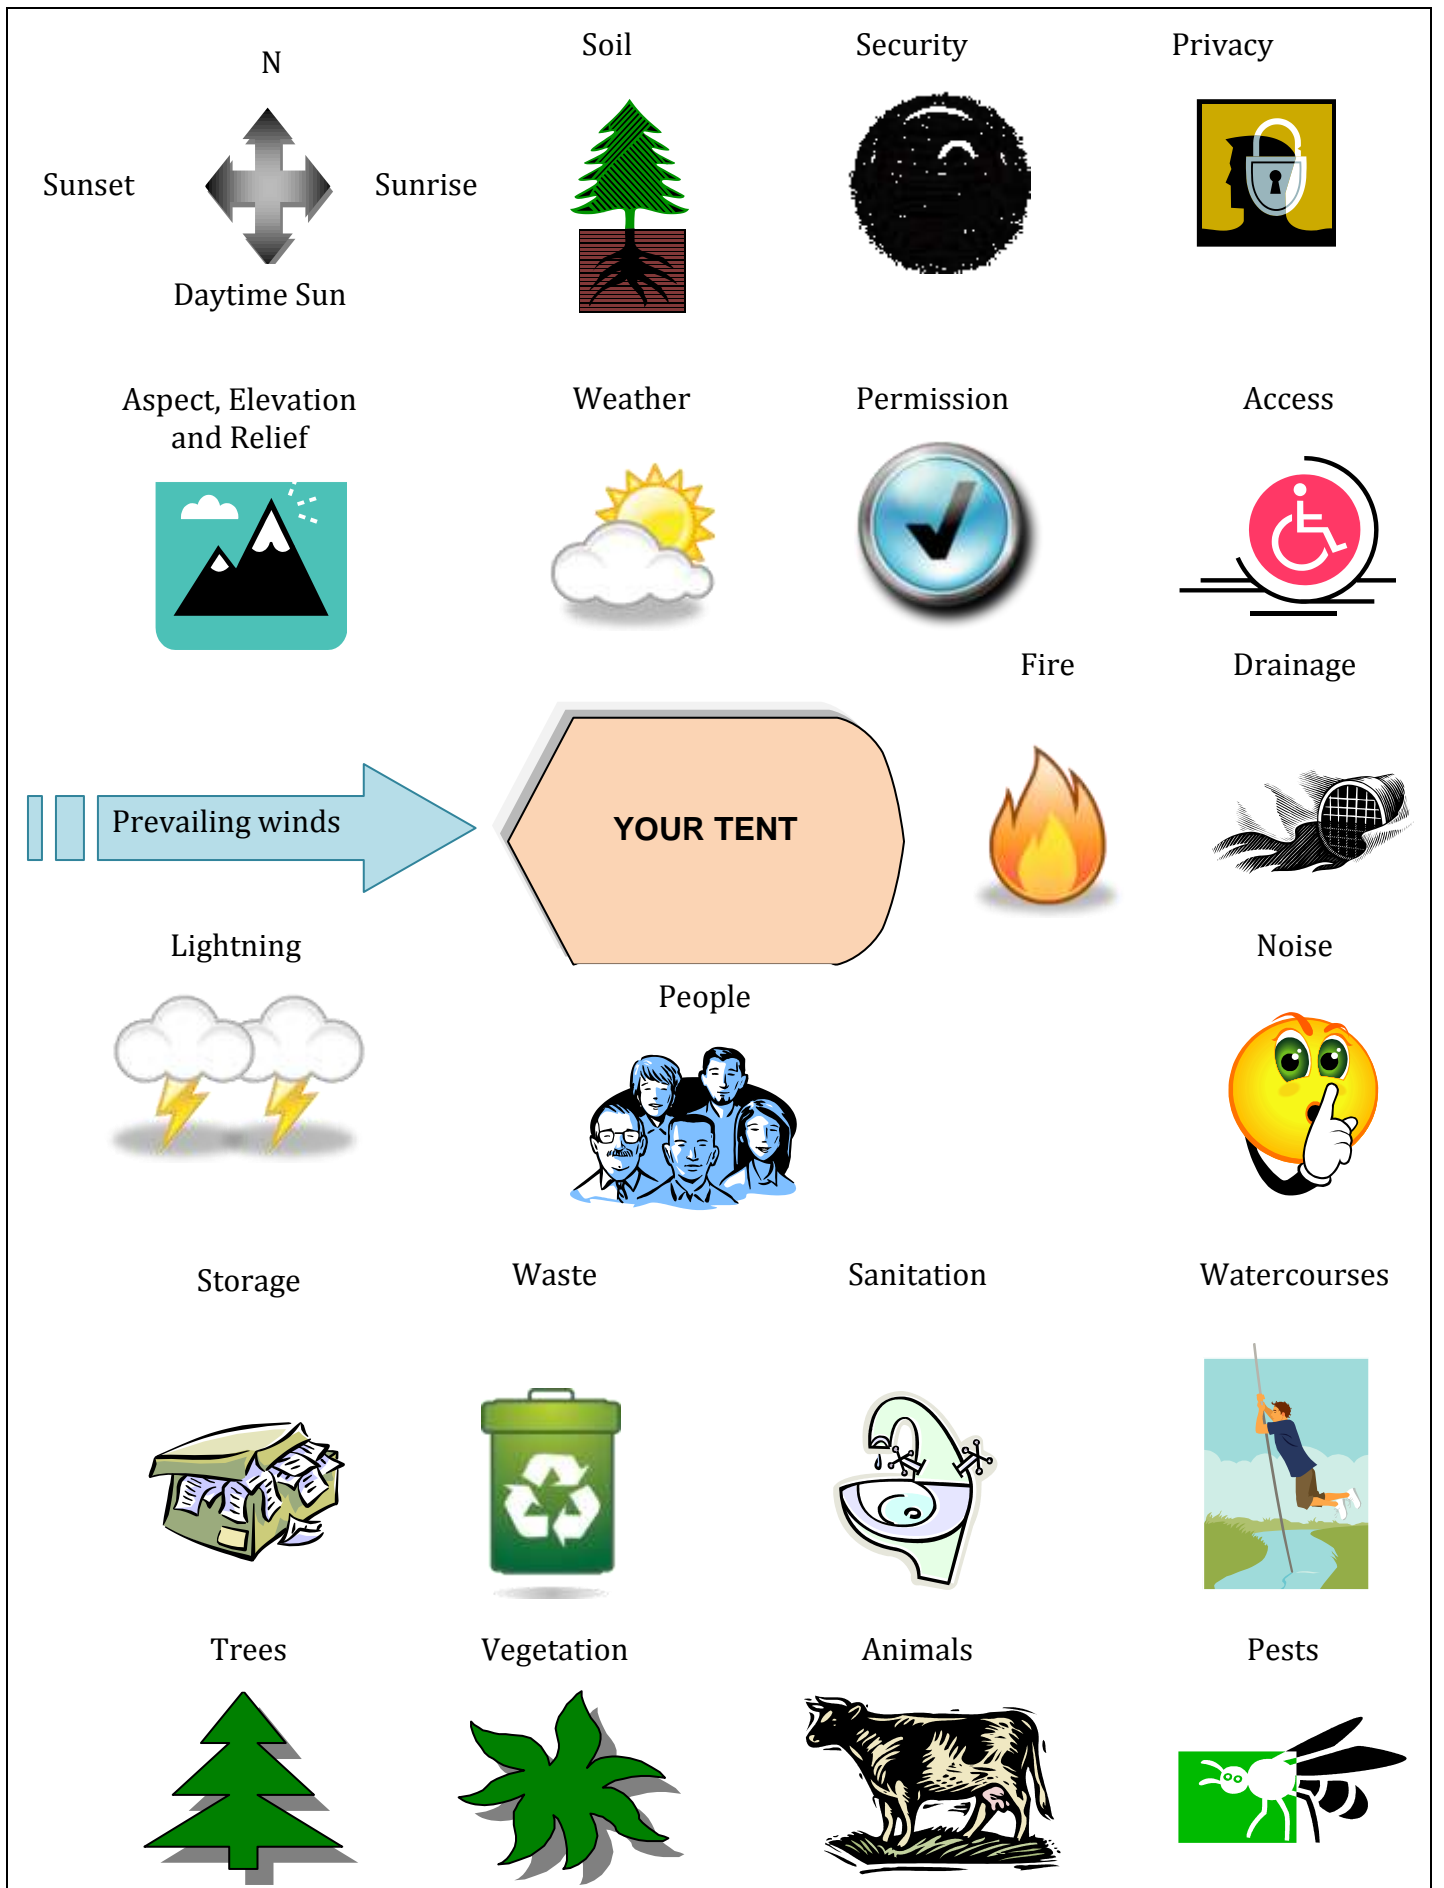 N
Soil
Security
Privacy
Sunset
Sunrise
Daytime Sun
Aspect, Elevation
and Relief
Weather
Permission
Access
Fire
Drainage
Prevailing winds
YOUR TENT
Lightning
Noise
People
Storage
Waste
Sanitation
Watercourses
Trees
Vegetation
Animals
Pests